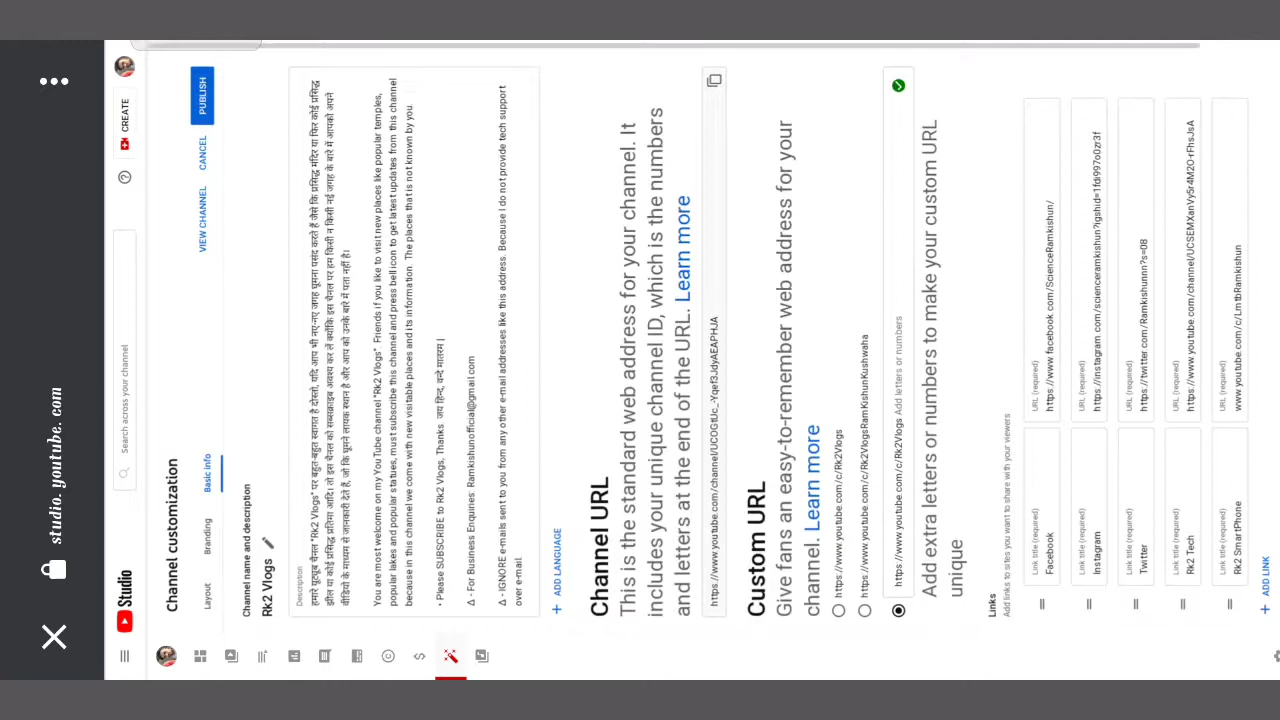 studio. youtube. com
Studio
Search across your channel
CREATE
Channel customization
Layout
Branding
Basic info
VIEW CHANNEL
CANCEL
PUBLISH
Channel name and description
Rk2 Vlogs
Description
हमारे यूट्यूब चैनल "Rk2 Vlogs" पर बहुत-बहुत स्वागत है दोस्तो, यदि आप भी नए-नए जगह घूमना पसंद करते हैं जैसे कि प्रसिद्ध मंदिर या फिर कोई प्रसिद्ध
झील या कोई प्रसिद्ध प्रतिमा आदि। तो इस चैनल को सब्सक्राइब अवश्य कर लें क्योंकि इस चैनल पर हम किसी न किसी नई जगह के बारे में आपको अपने
वीडियो के माध्यम से जानकारी देते हैं, जो कि घूमने लायक स्थान है और आप को उनके बारे में पता नहीं है।
You are most welcome on my YouTube channel "Rk2 Vlogs" Friends if you like to visit new places like popular temples,
popular lakes and popular statues, must subscribe this channel and press bell icon to get latest updates from this channel
because in this channel we come with new visitable places and its information. The places that is not known by you.
• Please SUBSCRIBE to Rk2 Vlogs, Thanks जय हिन्द, वन्दे मातरम |
Δ - For Business Enquiries: Ramkishunofficial@gmail.com
Δ - IGNORE e-mails sent to you from any other e-mail addresses like this address. Because I do not provide tech support
over e-mail.
ADD LANGUAGE
Channel URL
This is the standard web address for your channel. It
includes your unique channel ID, which is the numbers
and letters at the end of the URL. Learn more
https://www.youtube.com/channel/UCOGtUc_-Yqef3JdyAEAPHJA
Custom URL
Give fans an easy-to-remember web address for your
channel. Learn more
https://www.youtube.com/c/Rk2Vlogs
https://www.youtube.com/c/Rk2VlogsRamKishunKushwaha
https://www.youtube.com/c/Rk2Vlogs Add letters or numbers
Add extra letters or numbers to make your custom URL
unique
Links
Add links to sites you want to share with your viewers
Link title (required)
URL (required)
Facebook
https://www.facebook.com/ScienceRamkishun/
Link title (required)
URL (required)
Instagram
https://instagram.com/scienceramkishun?igshid=1fdi997o0zr3f
Link title (required)
URL (required)
Twitter
https://twitter.com/Ramkishunnn?s=08
Link title (required)
URL (required)
Rk2 Tech
https://www.youtube.com/channel/UCSEMXanVy5r4M2O-rFhsJsA
Link title (required)
URL (required)
Rk2 SmartPhone
www.youtube.com/c/LmtbRamkishun
ADD LINK